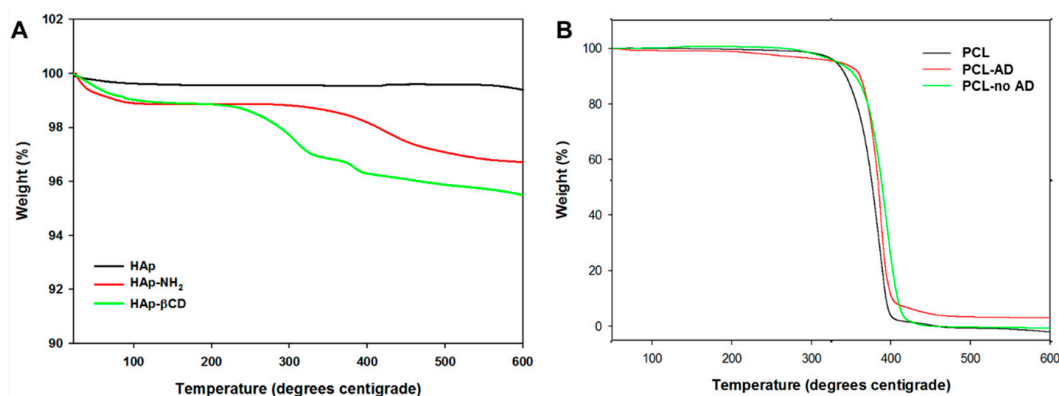 A
102
100
98
96
94
92
90
Weight (%)
HAp
HAp-NH₂
HAp-βCD
100
200
300
400
500
600
Temperature (degrees centigrade)
B
100
80
60
40
20
0
Weight (%)
PCL
PCL-AD
PCL-no AD
100
200
300
400
500
600
Temperature (degrees centigrade)